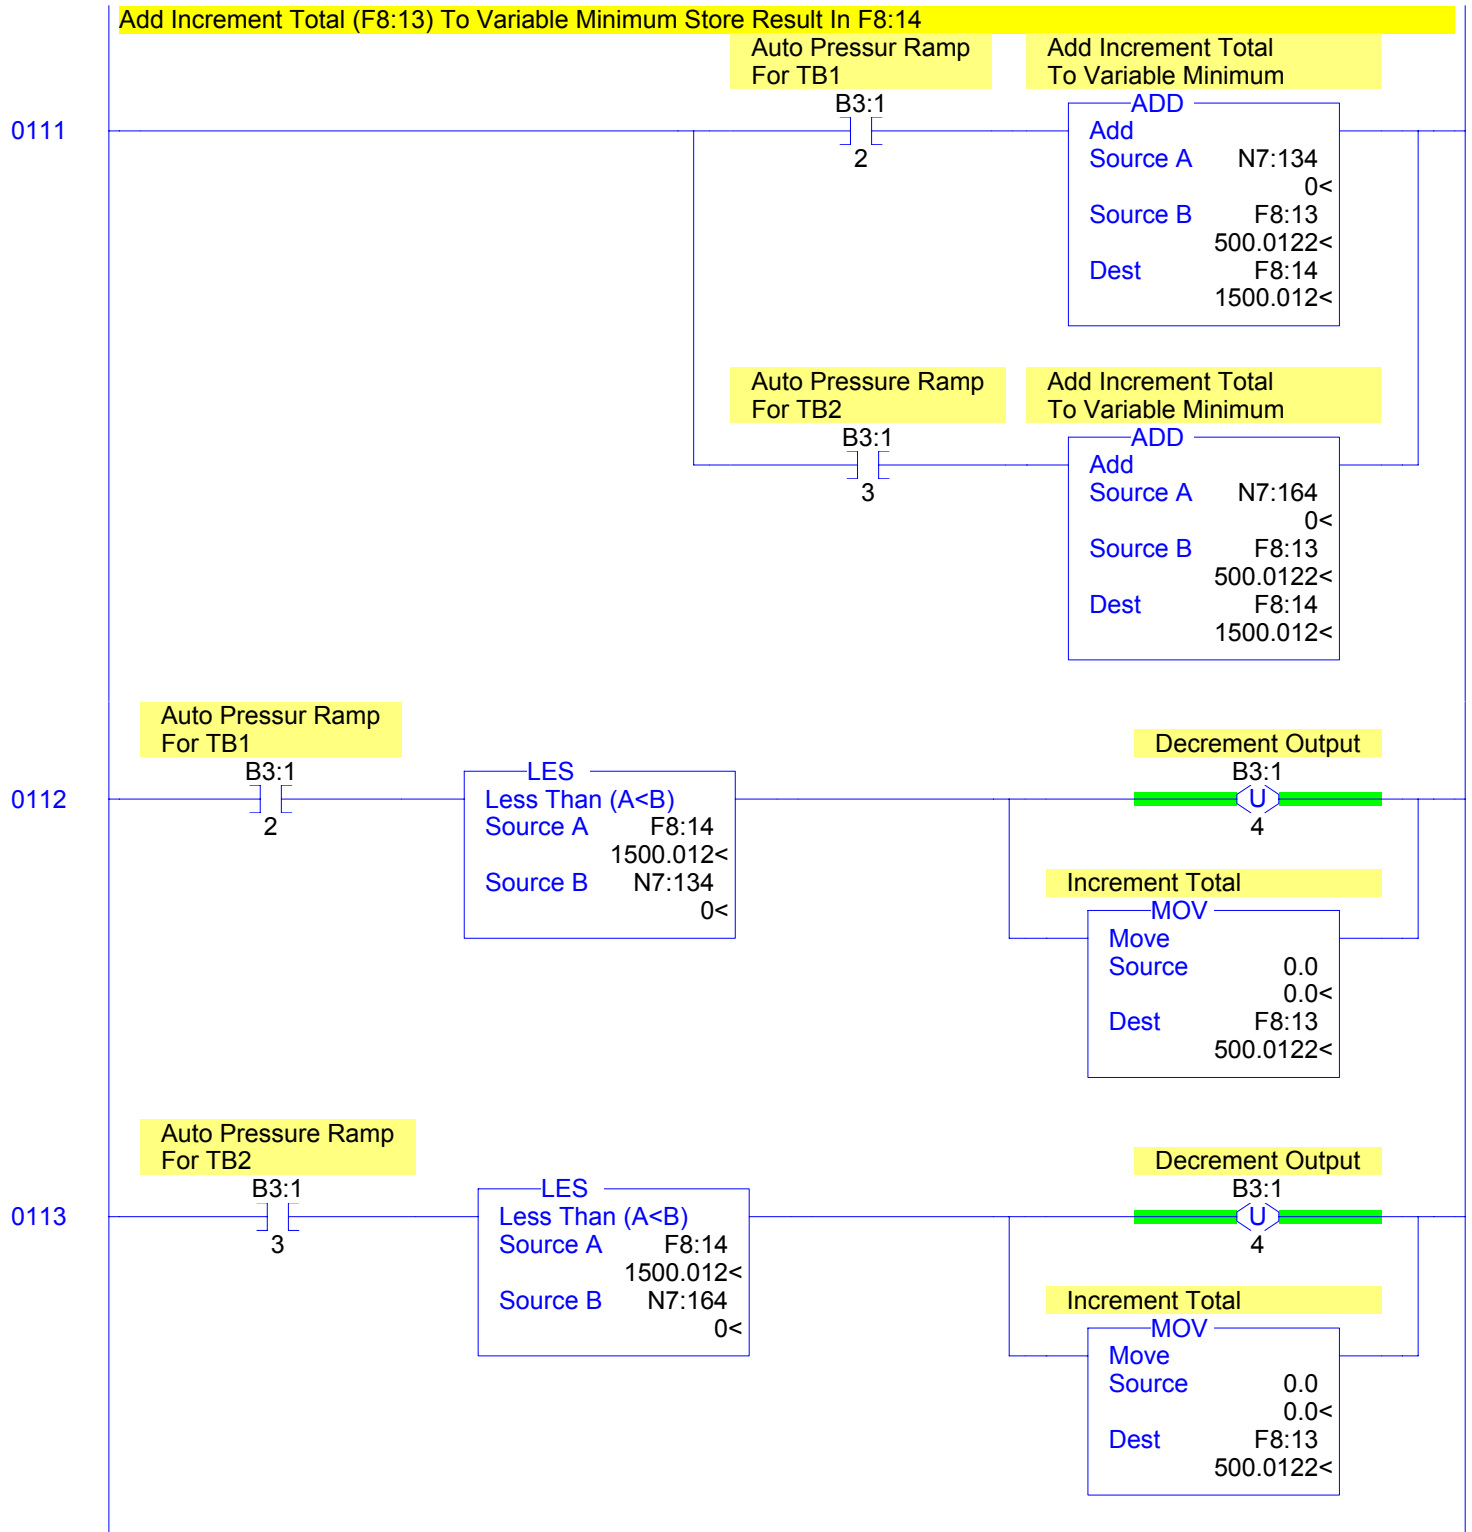 Add Increment Total (F8:13) To Variable Minimum Store Result In F8:14
Auto Pressur Ramp
For TB1
B3:1
2
Add Increment Total
To Variable Minimum
0111
ADD
Add
Source A N7:134
0<
Source B F8:13
500.0122<
Dest F8:14
1500.012<
Auto Pressure Ramp
For TB2
B3:1
3
Add Increment Total
To Variable Minimum
ADD
Add
Source A N7:164
0<
Source B F8:13
500.0122<
Dest F8:14
1500.012<
Auto Pressur Ramp
For TB1
B3:1
2
0112
LES
Less Than (A<B)
Source A F8:14
1500.012<
Source B N7:134
0<
Decrement Output
B3:1
U
4
Increment Total
MOV
Move
Source 0.0
0.0<
Dest F8:13
500.0122<
Auto Pressure Ramp
For TB2
B3:1
3
0113
LES
Less Than (A<B)
Source A F8:14
1500.012<
Source B N7:164
0<
Decrement Output
B3:1
U
4
Increment Total
MOV
Move
Source 0.0
0.0<
Dest F8:13
500.0122<